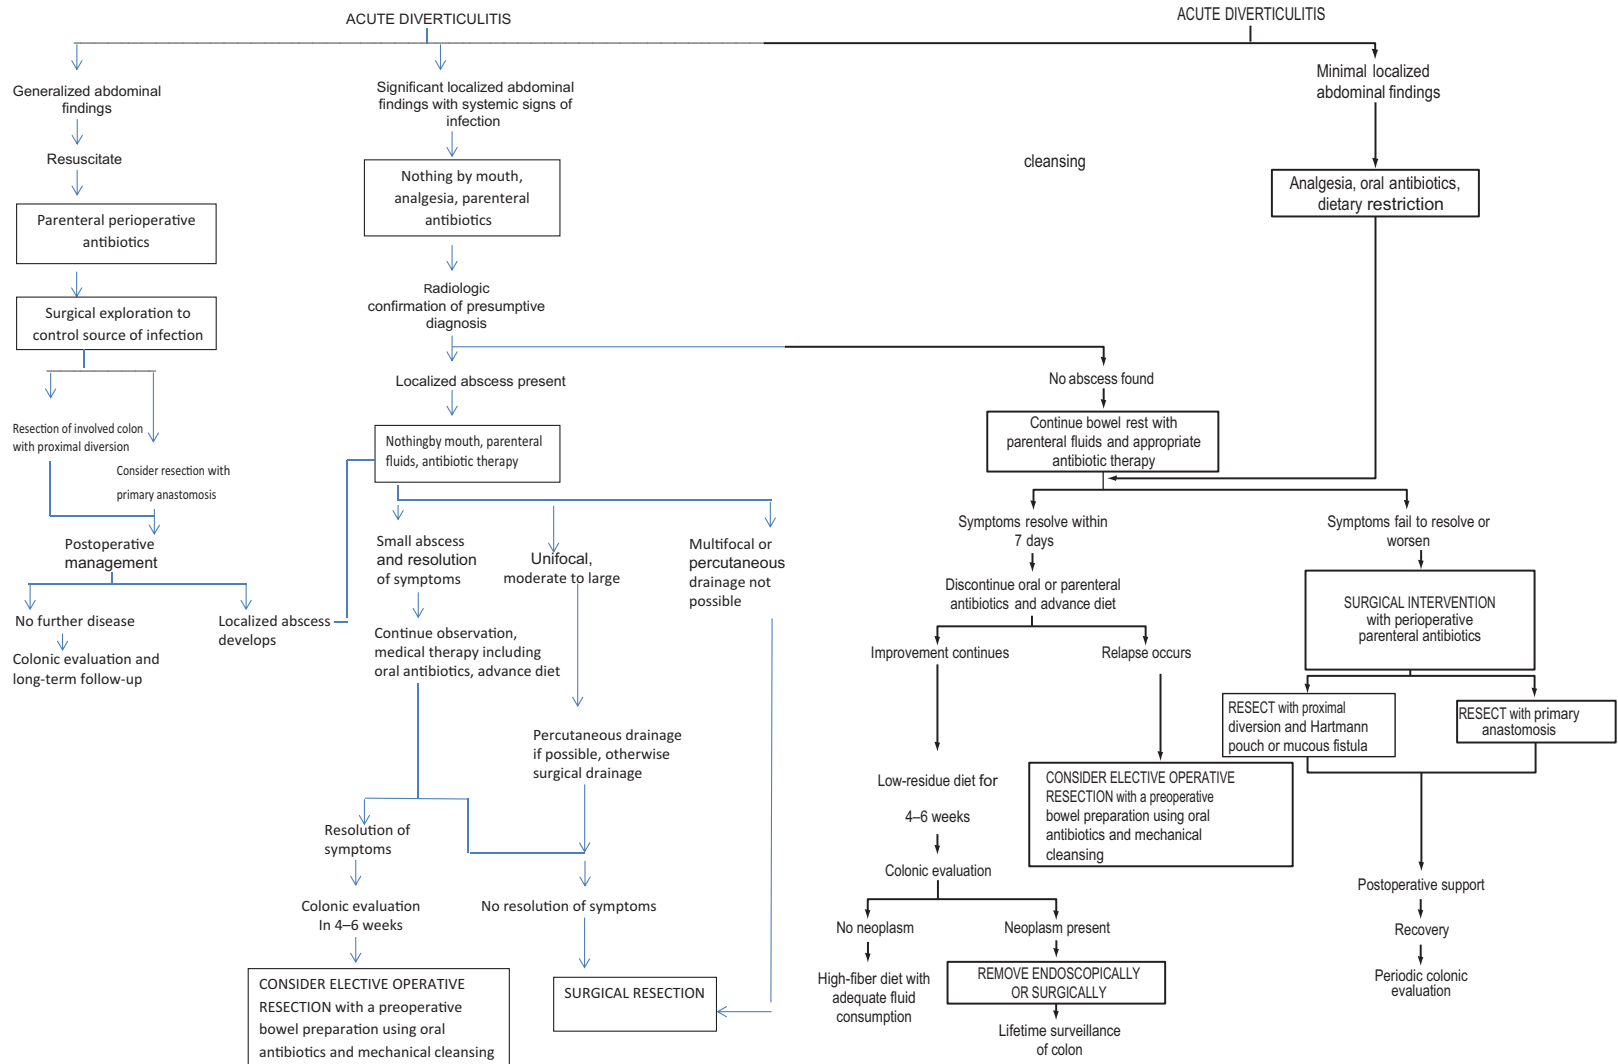 ACUTE DIVERTICULITIS
Generalized abdominal
findings
Resuscitate
Parenteral perioperative
antibiotics
Surgical exploration to
control source of infection
Resection of involved colon
with proximal diversion
Consider resection with
primary anastomosis
Postoperative
management
No further disease
Colonic evaluation and
long-term follow-up
Localized abscess
develops
Significant localized abdominal
findings with systemic signs of
infection
Nothing by mouth,
analgesia, parenteral
antibiotics
Radiologic
confirmation of presumptive
diagnosis
Localized abscess present
Nothingby mouth, parenteral
fluids, antibiotic therapy
Small abscess
and resolution
of symptoms
Continue observation,
medical therapy including
oral antibiotics, advance diet
Unifocal,
moderate to large
Percutaneous drainage
if possible, otherwise
surgical drainage
Multifocal or
percutaneous
drainage not
possible
Resolution of
symptoms
Colonic evaluation
In 4–6 weeks
CONSIDER ELECTIVE OPERATIVE
RESECTION with a preoperative
bowel preparation using oral
antibiotics and mechanical cleansing
No resolution of symptoms
SURGICAL RESECTION
ACUTE DIVERTICULITIS
cleansing
Minimal localized
abdominal findings
Analgesia, oral antibiotics,
dietary restriction
No abscess found
Continue bowel rest with
parenteral fluids and appropriate
antibiotic therapy
Symptoms resolve within
7 days
Discontinue oral or parenteral
antibiotics and advance diet
Improvement continues
Low-residue diet for
4–6 weeks
Colonic evaluation
No neoplasm
High-fiber diet with
adequate fluid
consumption
Neoplasm present
REMOVE ENDOSCOPICALLY
OR SURGICALLY
Lifetime surveillance
of colon
Relapse occurs
CONSIDER ELECTIVE OPERATIVE
RESECTION with a preoperative
bowel preparation using oral
antibiotics and mechanical
cleansing
Symptoms fail to resolve or
worsen
SURGICAL INTERVENTION
with perioperative
parenteral antibiotics
RESECT with proximal
diversion and Hartmann
pouch or mucous fistula
RESECT with primary
anastomosis
Postoperative support
Recovery
Periodic colonic
evaluation